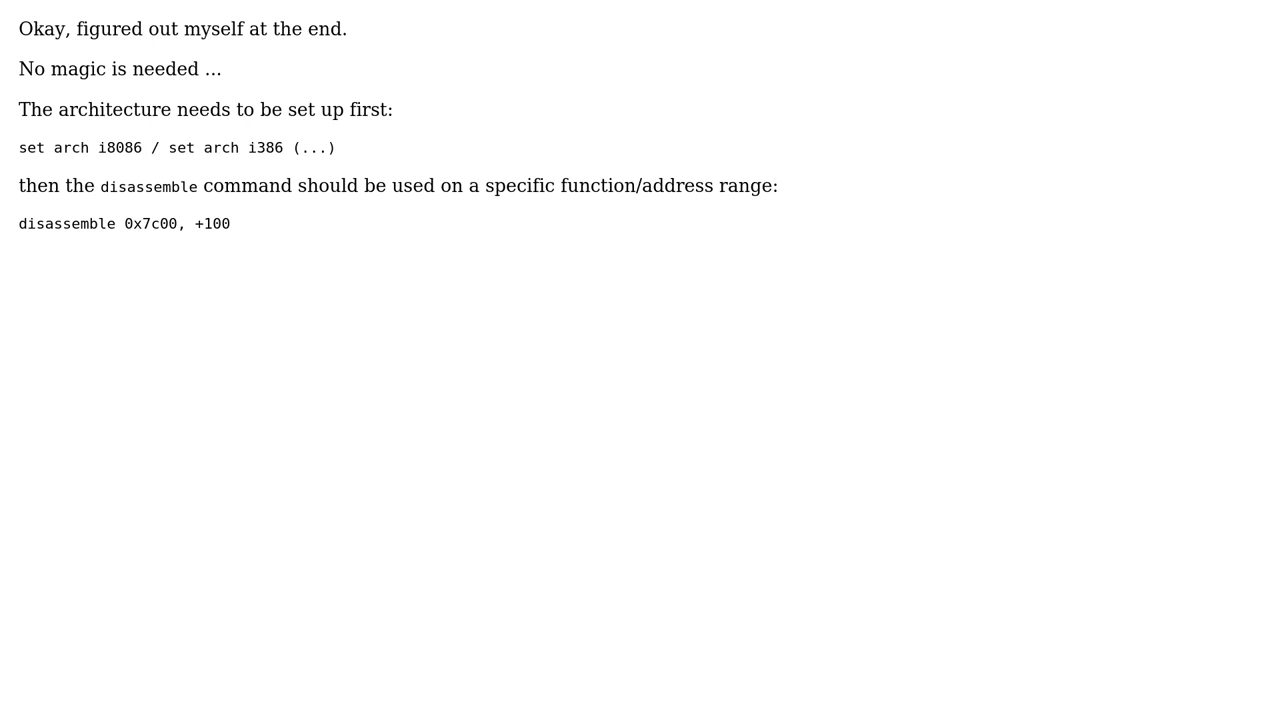 Okay, figured out myself at the end.
No magic is needed ...
The architecture needs to be set up first:
set arch i8086 / set arch i386 (...)
then the disassemble command should be used on a specific function/address range:
disassemble 0x7c00, +100